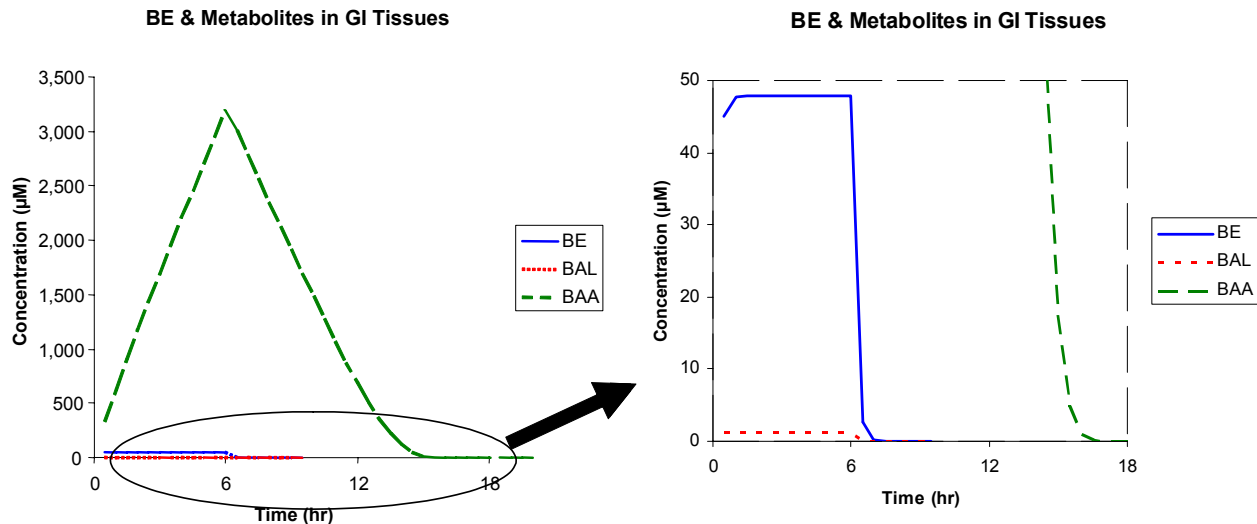 BE & Metabolites in GI Tissues
3,500
3,000
2,500
2,000
1,500
1,000
500
0
Concentration (µM)
0 6 12 18
Time (hr)
BE
BAL
BAA
BE & Metabolites in GI Tissues
50
40
30
20
10
0
Concentration (µM)
0 6 12 18
Time (hr)
BE
BAL
BAA